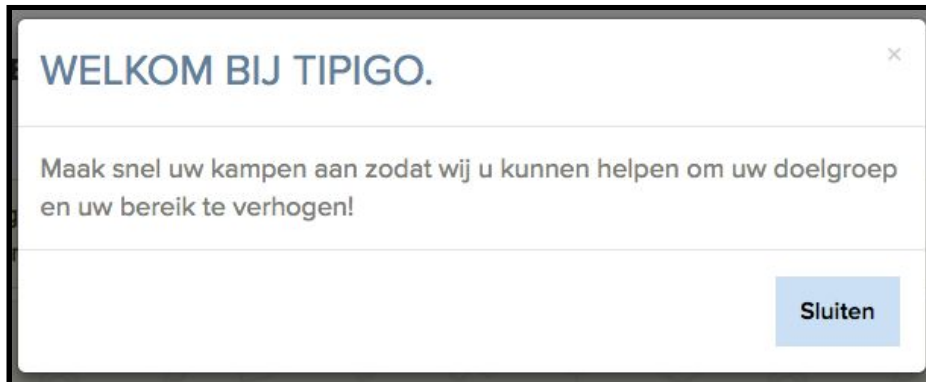 WELKOM BIJ TIPIGO.
×
Maak snel uw kampen aan zodat wij u kunnen helpen om uw doelgroep
en uw bereik te verhogen!
Sluiten